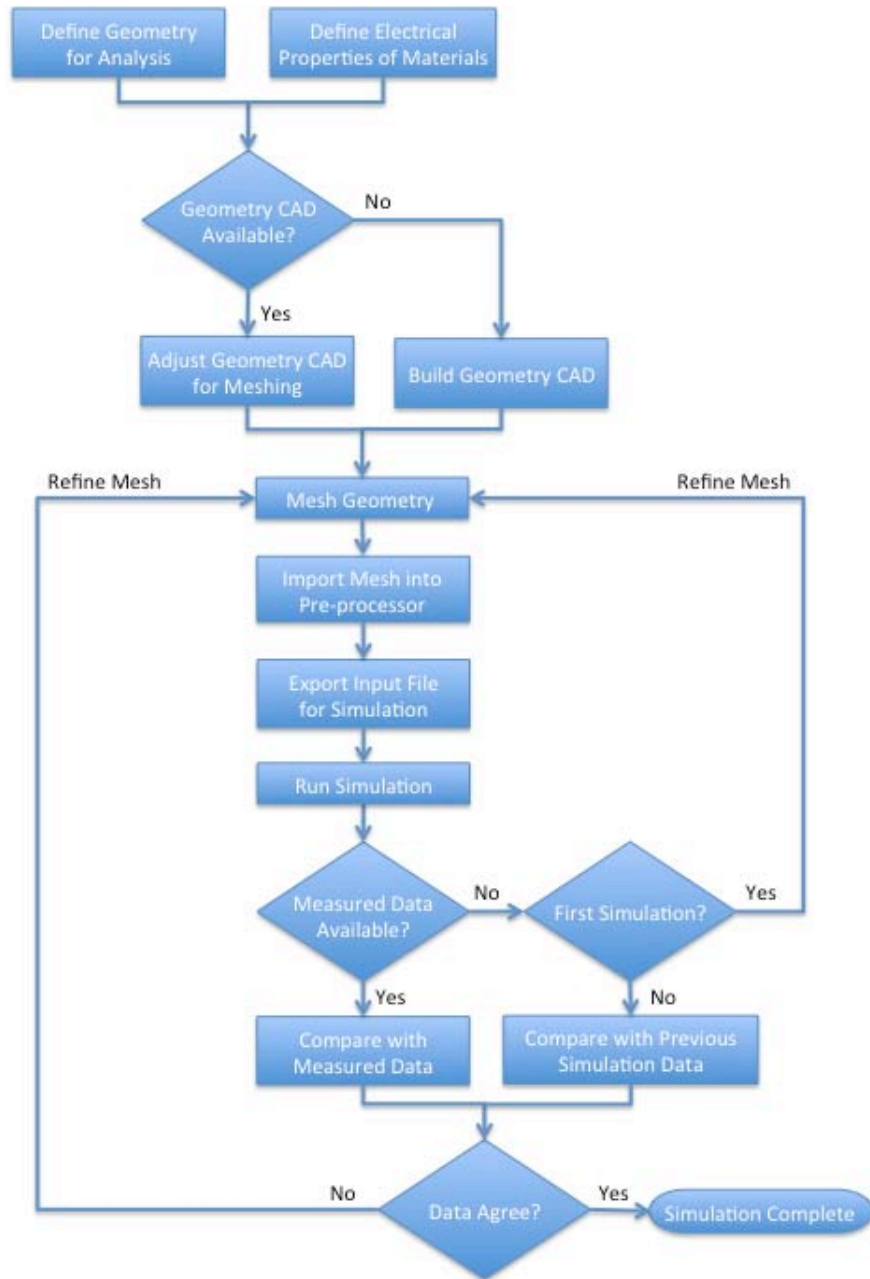 Define Geometry
for Analysis
Define Electrical
Properties of Materials
Geometry CAD
Available?
No
Yes
Adjust Geometry CAD
for Meshing
Build Geometry CAD
Refine Mesh
Refine Mesh
Mesh Geometry
Import Mesh into
Pre-processor
Export Input File
for Simulation
Run Simulation
Measured Data
Available?
No
First Simulation?
Yes
Yes
No
Compare with
Measured Data
Compare with Previous
Simulation Data
No
Data Agree?
Yes
Simulation Complete